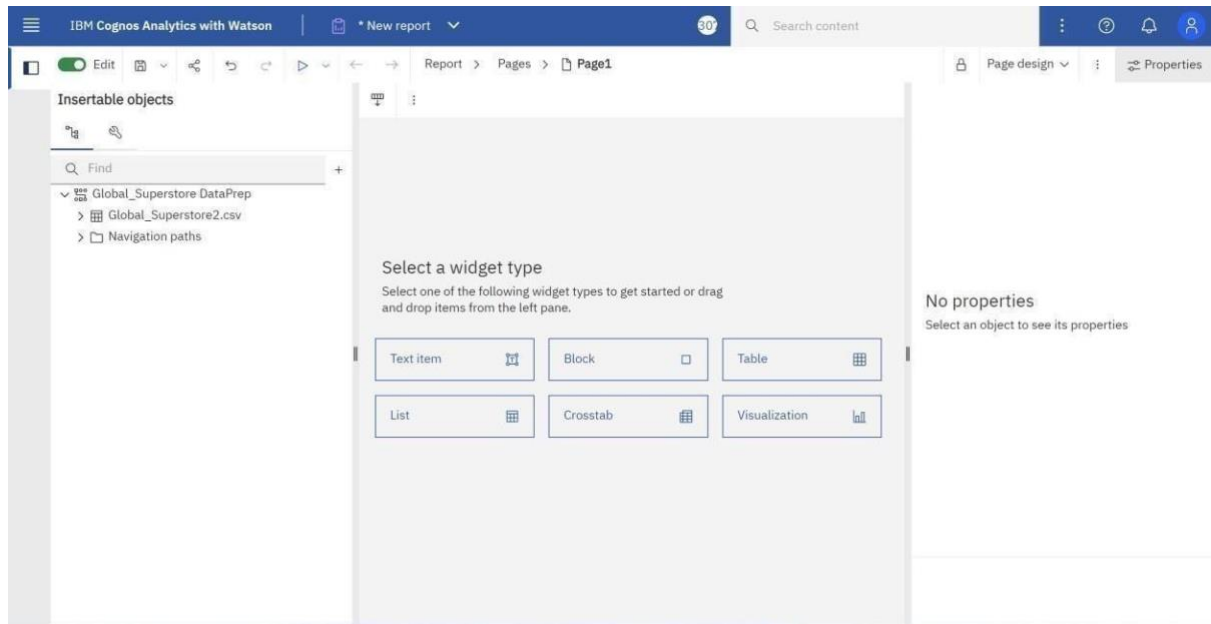 IBM Cognos Analytics with Watson
* New report
30?
Search content
Edit
Report > Pages > Page1
Page design
Properties
Insertable objects
Find
+
Global_Superstore DataPrep
Global_Superstore2.csv
Navigation paths
Select a widget type
Select one of the following widget types to get started or drag
and drop items from the left pane.
Text item
Block
Table
List
Crosstab
Visualization
No properties
Select an object to see its properties